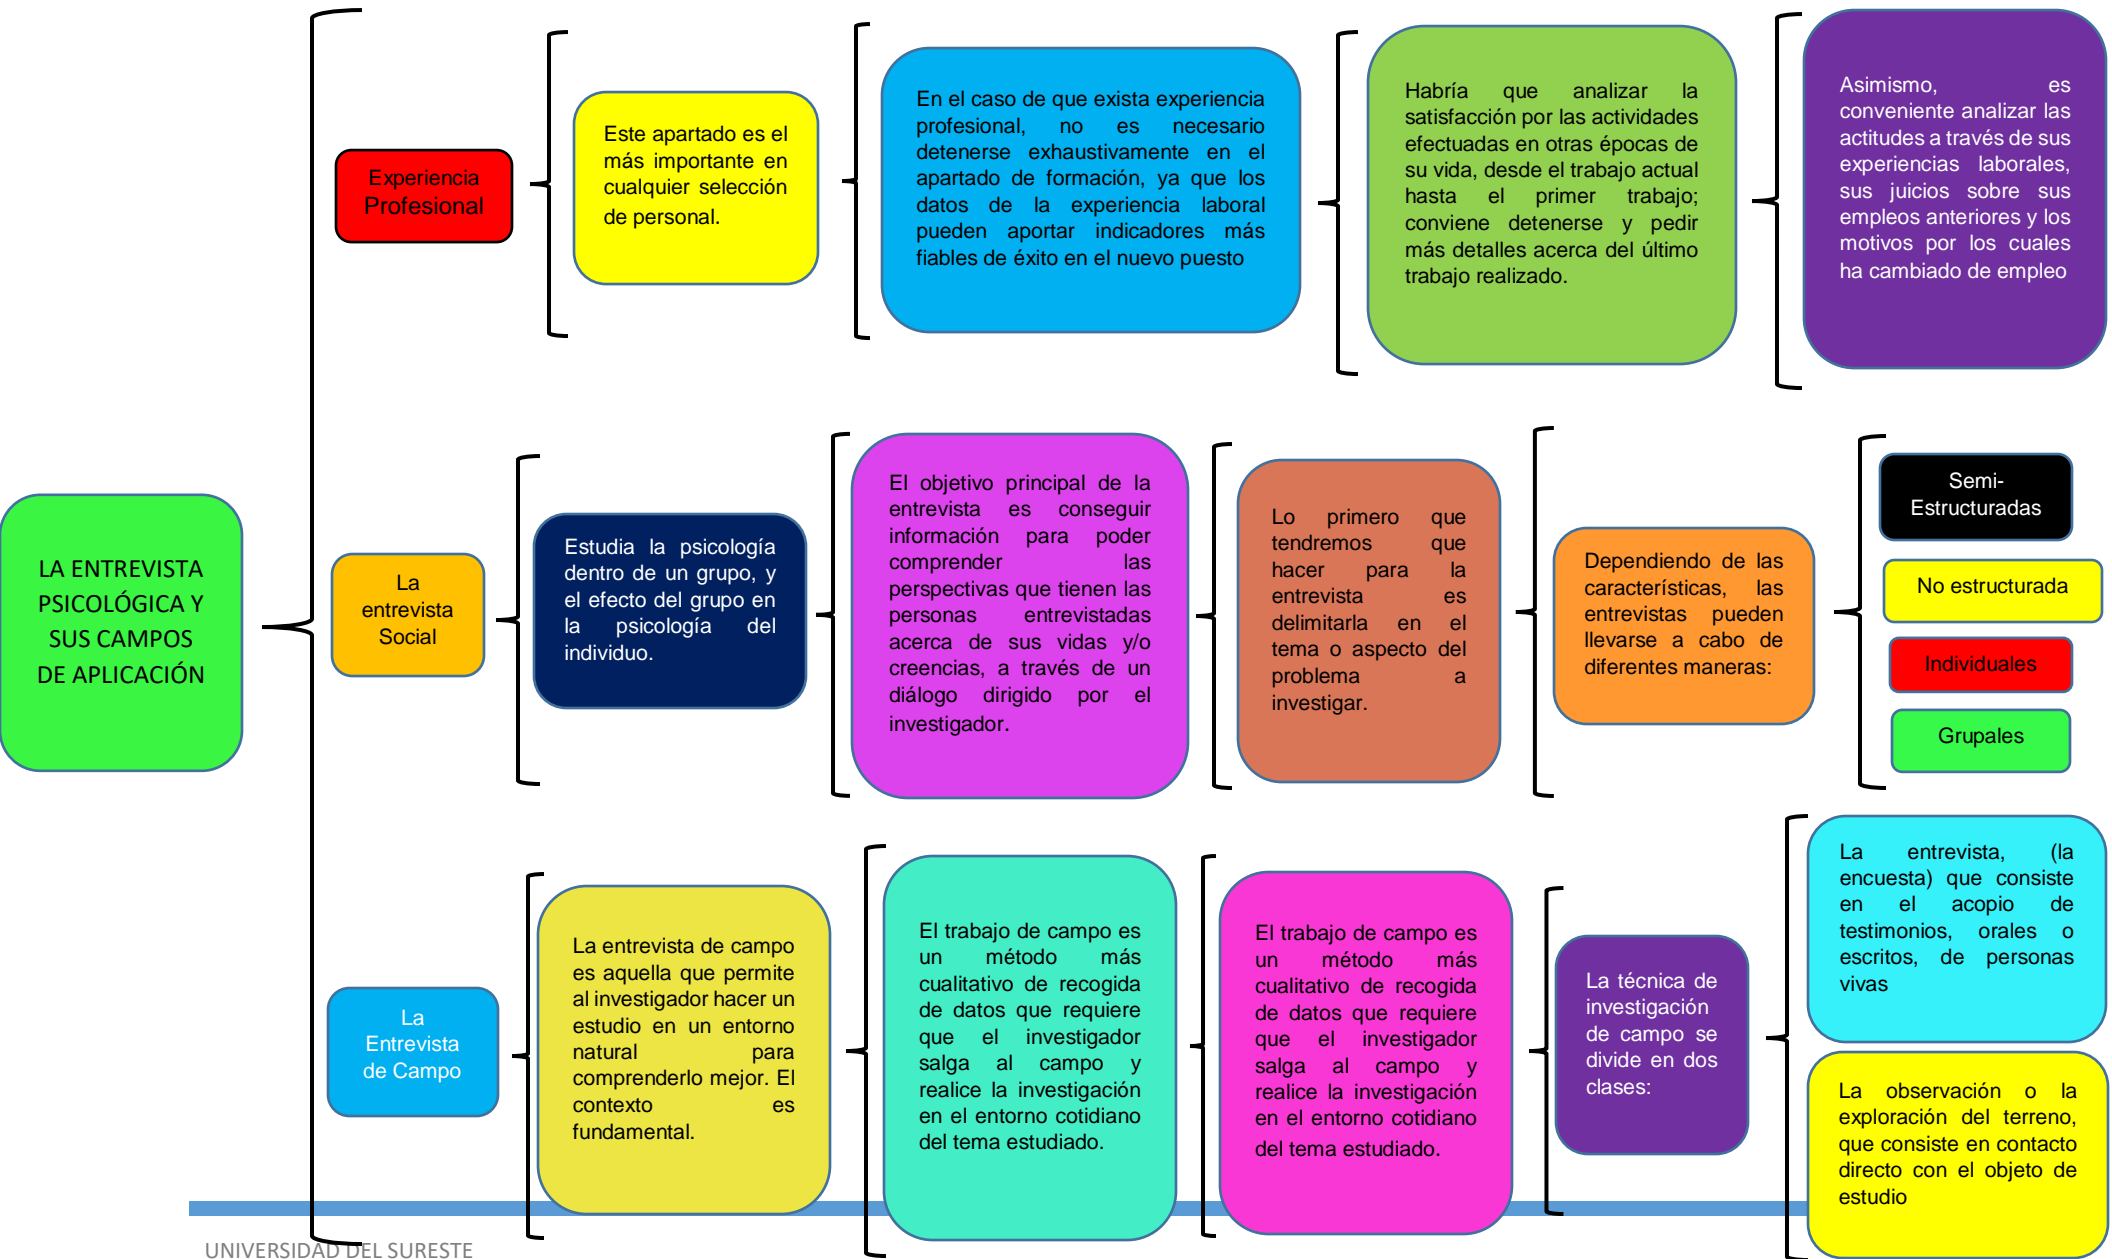 LA ENTREVISTA
PSICOLÓGICA Y
SUS CAMPOS
DE APLICACIÓN
Experiencia
Profesional
Este apartado es el
más importante en
cualquier selección
de personal.
En el caso de que exista experiencia
profesional, no es necesario
detenerse exhaustivamente en el
apartado de formación, ya que los
datos de la experiencia laboral
pueden aportar indicadores más
fiables de éxito en el nuevo puesto
Habría que analizar la
satisfacción por las actividades
efectuadas en otras épocas de
su vida, desde el trabajo actual
hasta el primer trabajo;
conviene detenerse y pedir
más detalles acerca del último
trabajo realizado.
Asimismo, es
conveniente analizar las
actitudes a través de sus
experiencias laborales,
sus juicios sobre sus
empleos anteriores y los
motivos por los cuales
ha cambiado de empleo
La
entrevista
Social
Estudia la psicología
dentro de un grupo, y
el efecto del grupo en
la psicología del
individuo.
El objetivo principal de la
entrevista es conseguir
información para poder
comprender las
perspectivas que tienen las
personas entrevistadas
acerca de sus vidas y/o
creencias, a través de un
diálogo dirigido por el
investigador.
Lo primero que
tendremos que
hacer para la
entrevista es
delimitarla en el
tema o aspecto del
problema a
investigar.
Dependiendo de las
características, las
entrevistas pueden
llevarse a cabo de
diferentes maneras:
Semi-
Estructuradas
No estructurada
Individuales
Grupales
La
Entrevista
de Campo
La entrevista de campo
es aquella que permite
al investigador hacer un
estudio en un entorno
natural para
comprenderlo mejor. El
contexto es
fundamental.
El trabajo de campo es
un método más
cualitativo de recogida
de datos que requiere
que el investigador
salga al campo y
realice la investigación
en el entorno cotidiano
del tema estudiado.
El trabajo de campo es
un método más
cualitativo de recogida
de datos que requiere
que el investigador
salga al campo y
realice la investigación
en el entorno cotidiano
del tema estudiado.
La técnica de
investigación
de campo se
divide en dos
clases:
La entrevista, (la
encuesta) que consiste
en el acopio de
testimonios, orales o
escritos, de personas
vivas
La observación o la
exploración del terreno,
que consiste en contacto
directo con el objeto de
estudio
UNIVERSIDAD DEL SURESTE